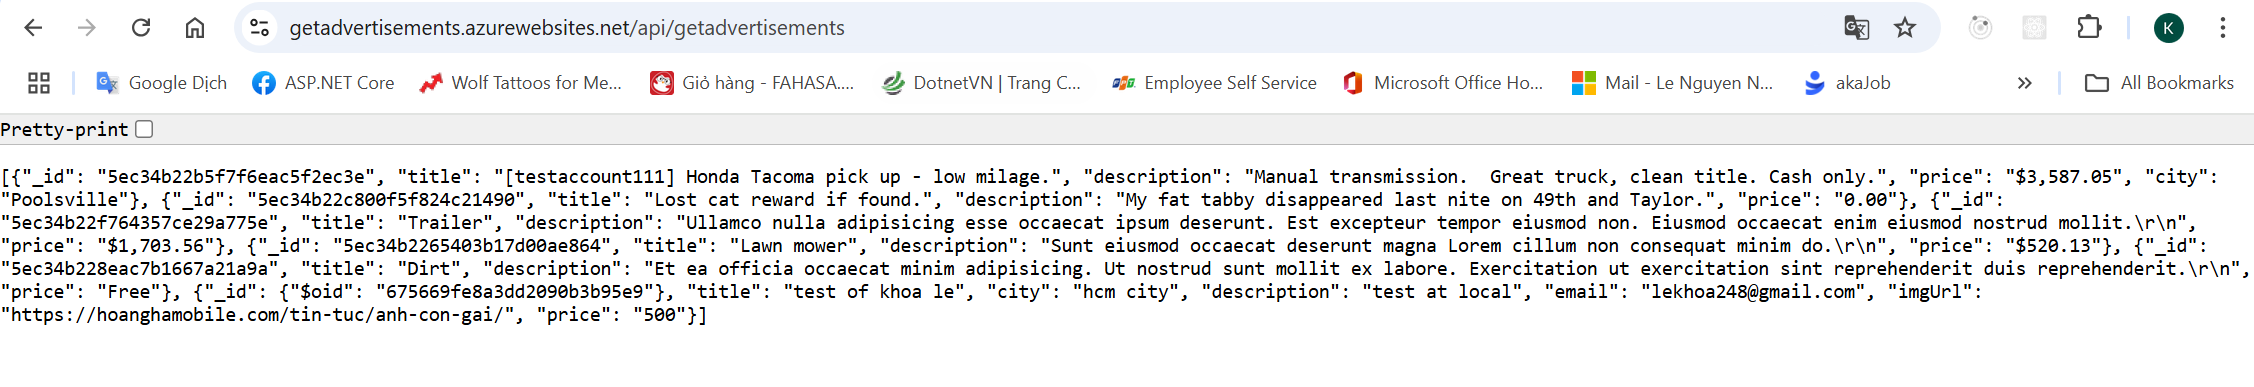 getadvertisements.azurewebsites.net/api/getadvertisements
K
Google Dịch ASP.NET Core Wolf Tattoos for Me... Giỏ hàng - FAHASA.... DotnetVN | Trang C... Employee Self Service Microsoft Office Ho... Mail - Le Nguyen N... akaJob » All Bookmarks
Pretty-print
[{"_id": "5ec34b22b5f7f6eac5f2ec3e", "title": "[testaccount111] Honda Tacoma pick up - low milage.", "description": "Manual transmission.  Great truck, clean title. Cash only.", "price": "$3,587.05", "city":
"Poolsville"}, {"_id": "5ec34b22c800f5f824c21490", "title": "Lost cat reward if found.", "description": "My fat tabby disappeared last nite on 49th and Taylor.", "price": "0.00"}, {"_id":
"5ec34b22f764357ce29a775e", "title": "Trailer", "description": "Ullamco nulla adipisicing esse occaecat ipsum deserunt. Est excepteur tempor eiusmod non. Eiusmod occaecat enim eiusmod nostrud mollit.\r\n",
"price": "$1,703.56"}, {"_id": "5ec34b2265403b17d00ae864", "title": "Lawn mower", "description": "Sunt eiusmod occaecat deserunt magna Lorem cillum non consequat minim do.\r\n", "price": "$520.13"}, {"_id":
"5ec34b228eac7b1667a21a9a", "title": "Dirt", "description": "Et ea officia occaecat minim adipisicing. Ut nostrud sunt mollit ex labore. Exercitation ut exercitation sint reprehenderit duis reprehenderit.\r\n",
"price": "Free"}, {"_id": {"$oid": "675669fe8a3dd2090b3b95e9"}, "title": "test of khoa le", "city": "hcm city", "description": "test at local", "email": "lekhoa248@gmail.com", "imgUrl":
"https://hoanghamobile.com/tin-tuc/anh-con-gai/", "price": "500"}]